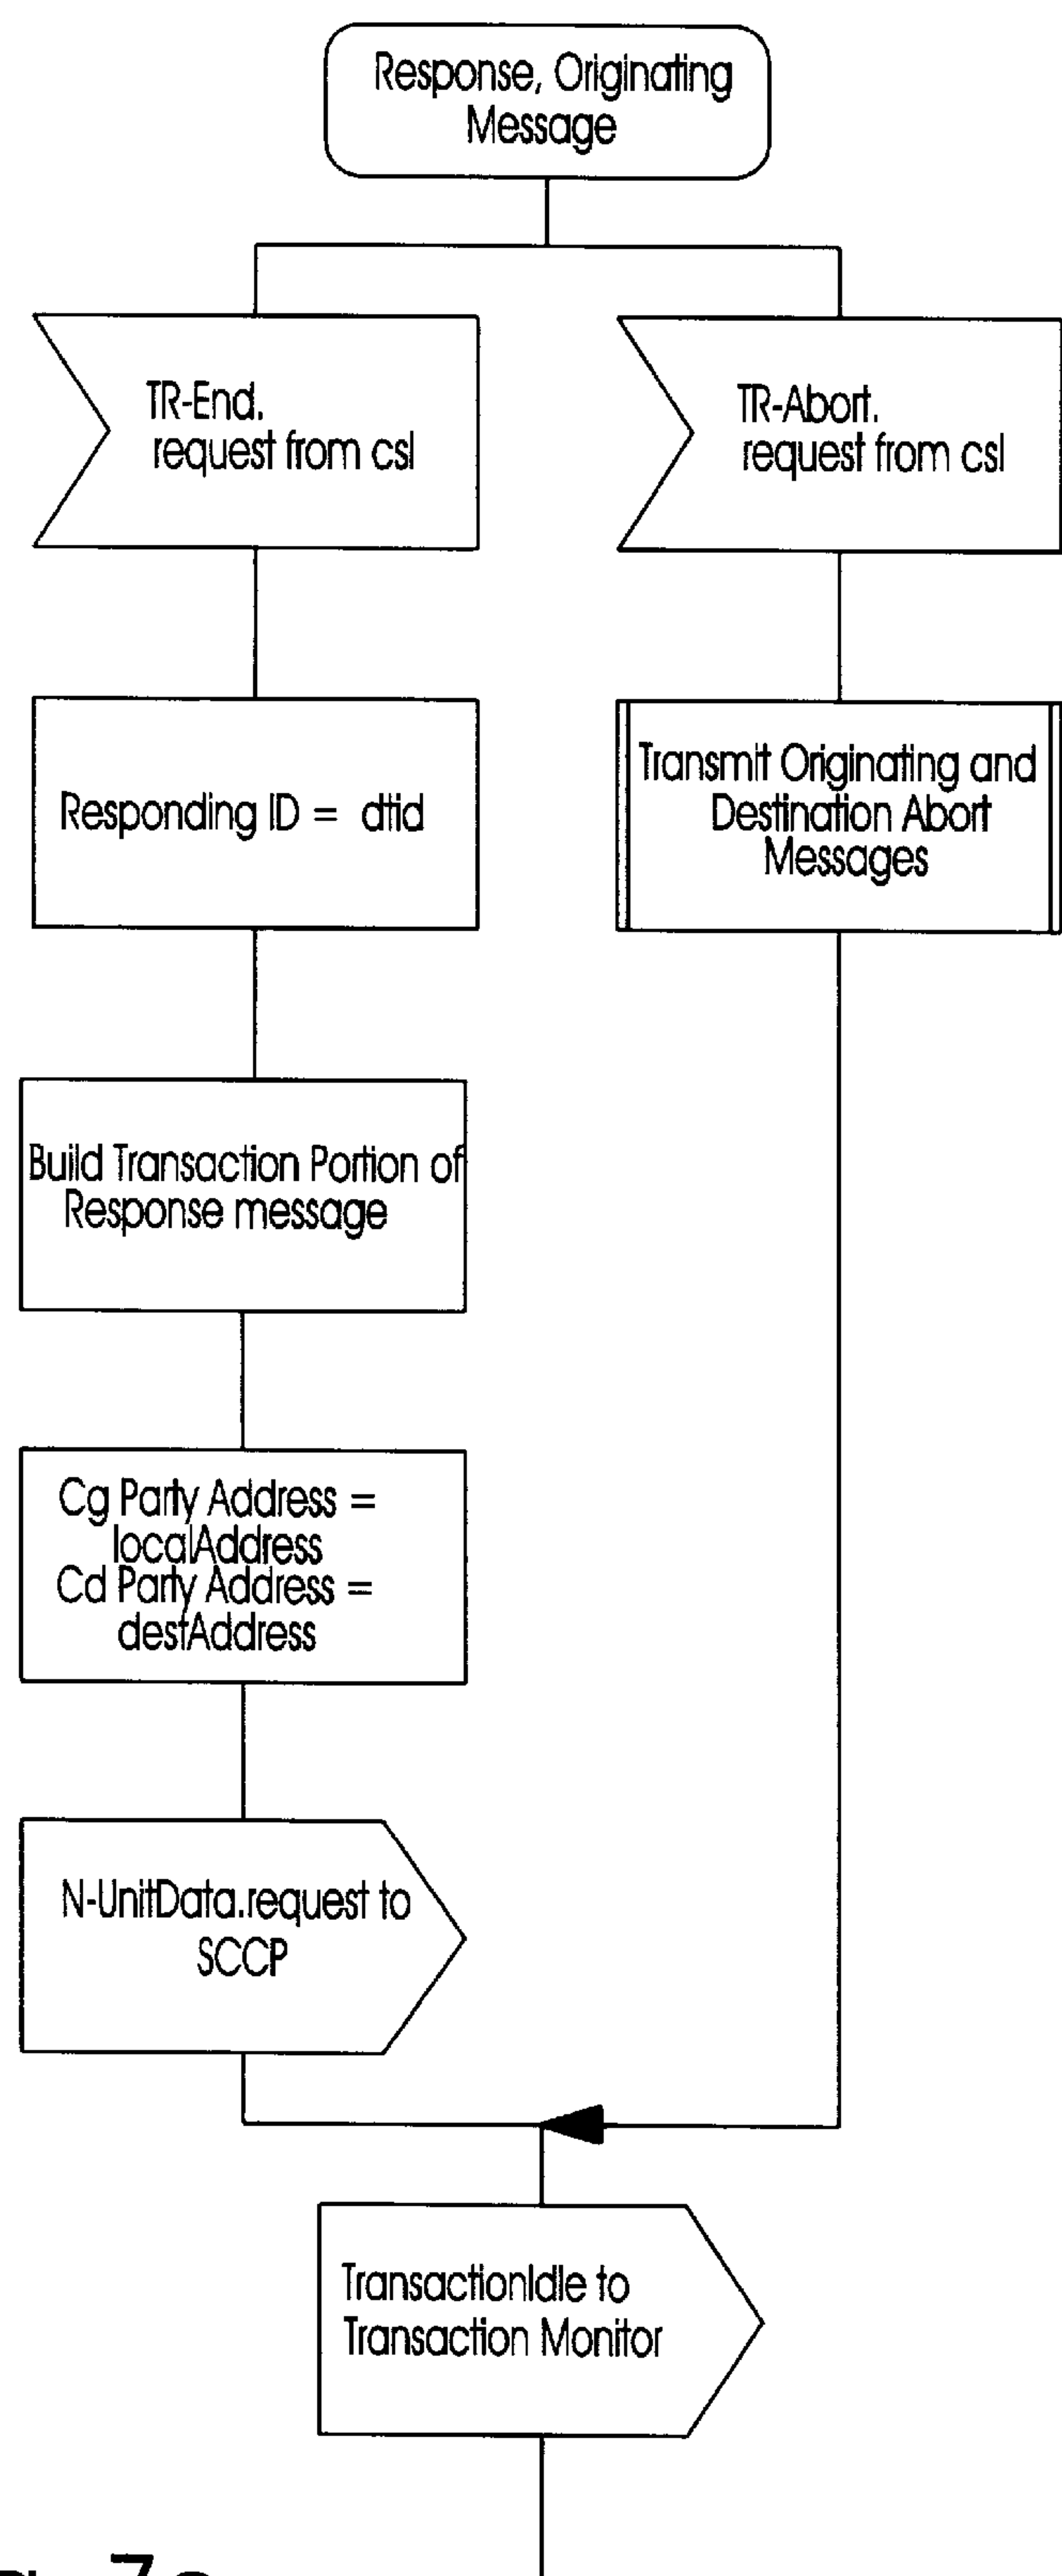 Response, Originating
Message
TR-End.
request from csl
TR-Abort.
request from csl
Responding ID = dtid
Transmit Originating and
Destination Abort
Messages
Build Transaction Portion of
Response message
Cg Party Address =
localAddress
Cd Party Address =
destAddress
N-UnitData.request to
SCCP
TransactionIdle to
Transaction Monitor